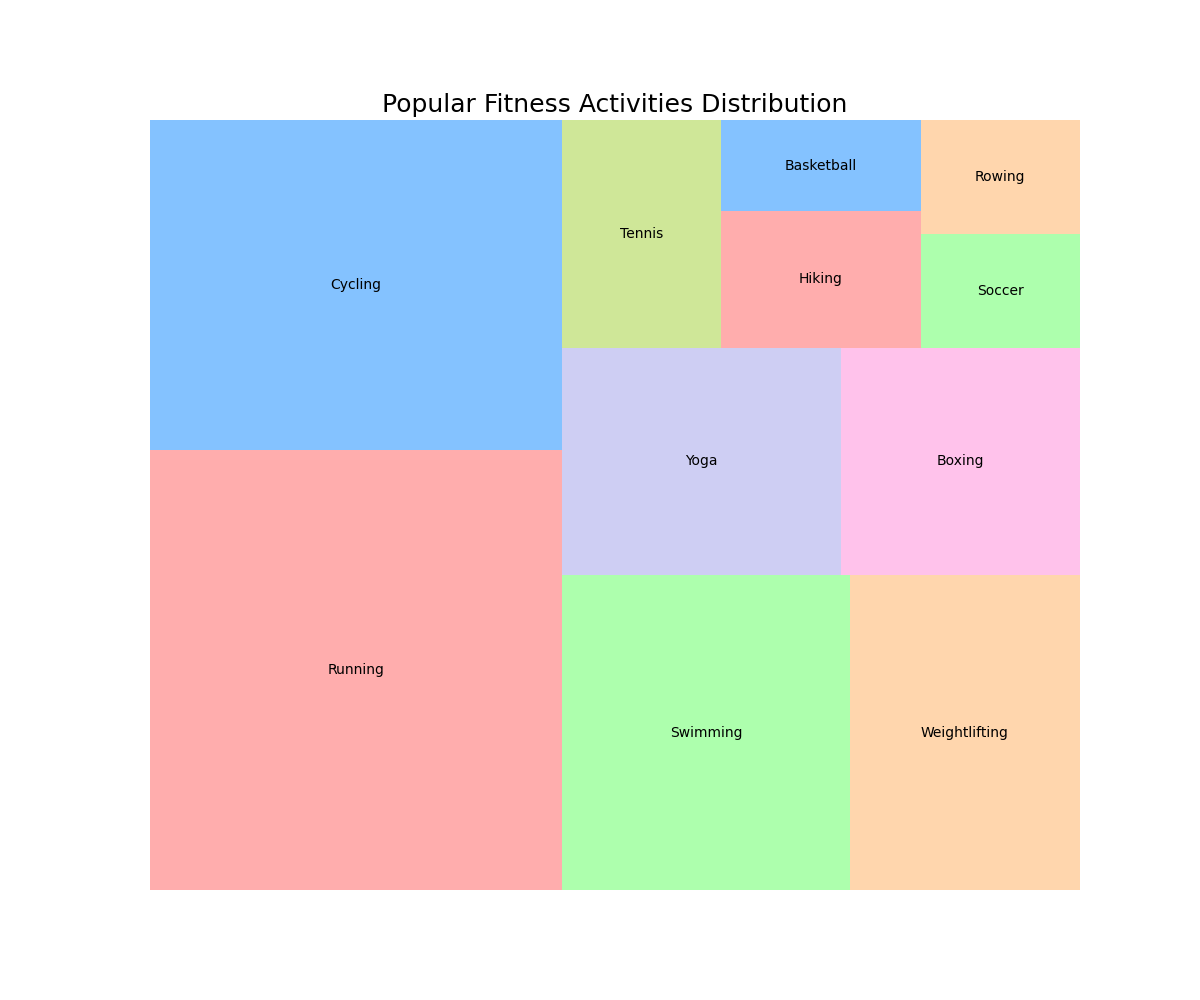 Popular Fitness Activities Distribution
Cycling
Running
Tennis
Basketball
Hiking
Rowing
Soccer
Yoga
Boxing
Swimming
Weightlifting